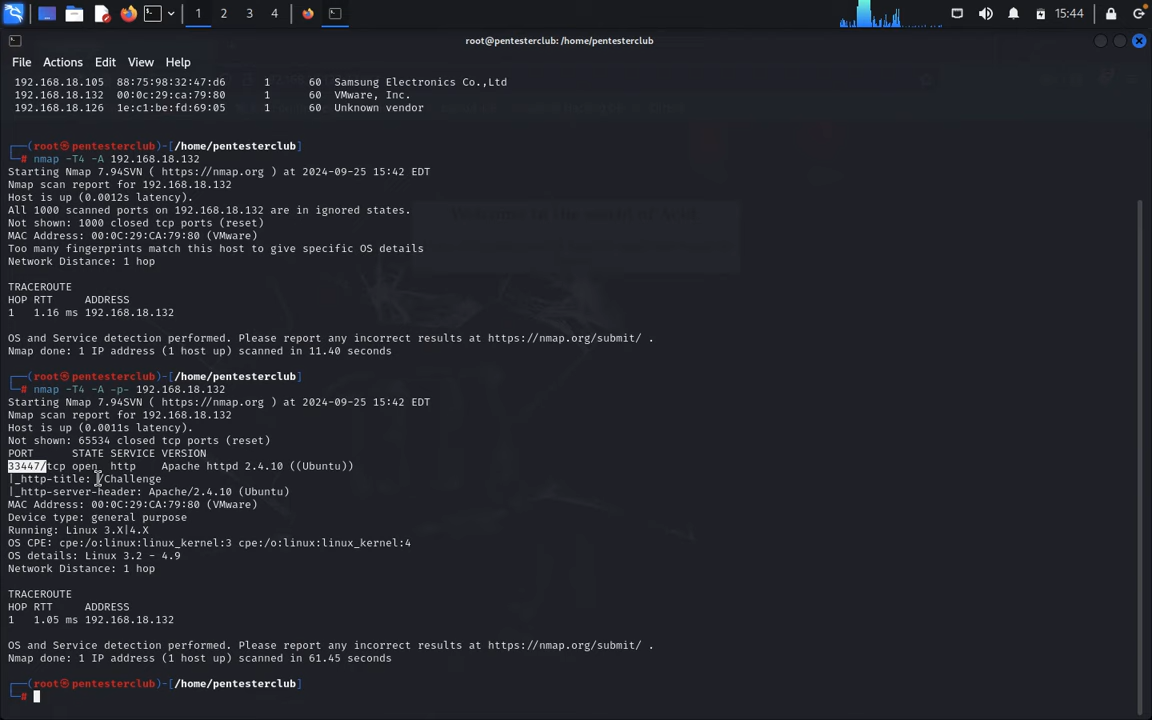 1 2 3 4 15:44
root@pentesterclub: /home/pentesterclub
File Actions Edit View Help
192.168.18.105 88:75:98:32:47:d6 1 60 Samsung Electronics Co.,Ltd
192.168.18.132 00:0c:29:ca:79:80 1 60 VMware, Inc.
192.168.18.126 1e:c1:be:fd:69:05 1 60 Unknown vendor
┌──(root㉿pentesterclub)-[/home/pentesterclub]
└─# nmap -T4 -A 192.168.18.132
Starting Nmap 7.94SVN ( https://nmap.org ) at 2024-09-25 15:42 EDT
Nmap scan report for 192.168.18.132
Host is up (0.0012s latency).
All 1000 scanned ports on 192.168.18.132 are in ignored states.
Not shown: 1000 closed tcp ports (reset)
MAC Address: 00:0C:29:CA:79:80 (VMware)
Too many fingerprints match this host to give specific OS details
Network Distance: 1 hop
TRACEROUTE
HOP RTT ADDRESS
1 1.16 ms 192.168.18.132
OS and Service detection performed. Please report any incorrect results at https://nmap.org/submit/ .
Nmap done: 1 IP address (1 host up) scanned in 11.40 seconds
┌──(root㉿pentesterclub)-[/home/pentesterclub]
└─# nmap -T4 -A -p- 192.168.18.132
Starting Nmap 7.94SVN ( https://nmap.org ) at 2024-09-25 15:42 EDT
Nmap scan report for 192.168.18.132
Host is up (0.0011s latency).
Not shown: 65534 closed tcp ports (reset)
PORT STATE SERVICE VERSION
33447/tcp open http Apache httpd 2.4.10 ((Ubuntu))
|_http-title: /Challenge
|_http-server-header: Apache/2.4.10 (Ubuntu)
MAC Address: 00:0C:29:CA:79:80 (VMware)
Device type: general purpose
Running: Linux 3.X|4.X
OS CPE: cpe:/o:linux:linux_kernel:3 cpe:/o:linux:linux_kernel:4
OS details: Linux 3.2 - 4.9
Network Distance: 1 hop
TRACEROUTE
HOP RTT ADDRESS
1 1.05 ms 192.168.18.132
OS and Service detection performed. Please report any incorrect results at https://nmap.org/submit/ .
Nmap done: 1 IP address (1 host up) scanned in 61.45 seconds
┌──(root㉿pentesterclub)-[/home/pentesterclub]
└─#